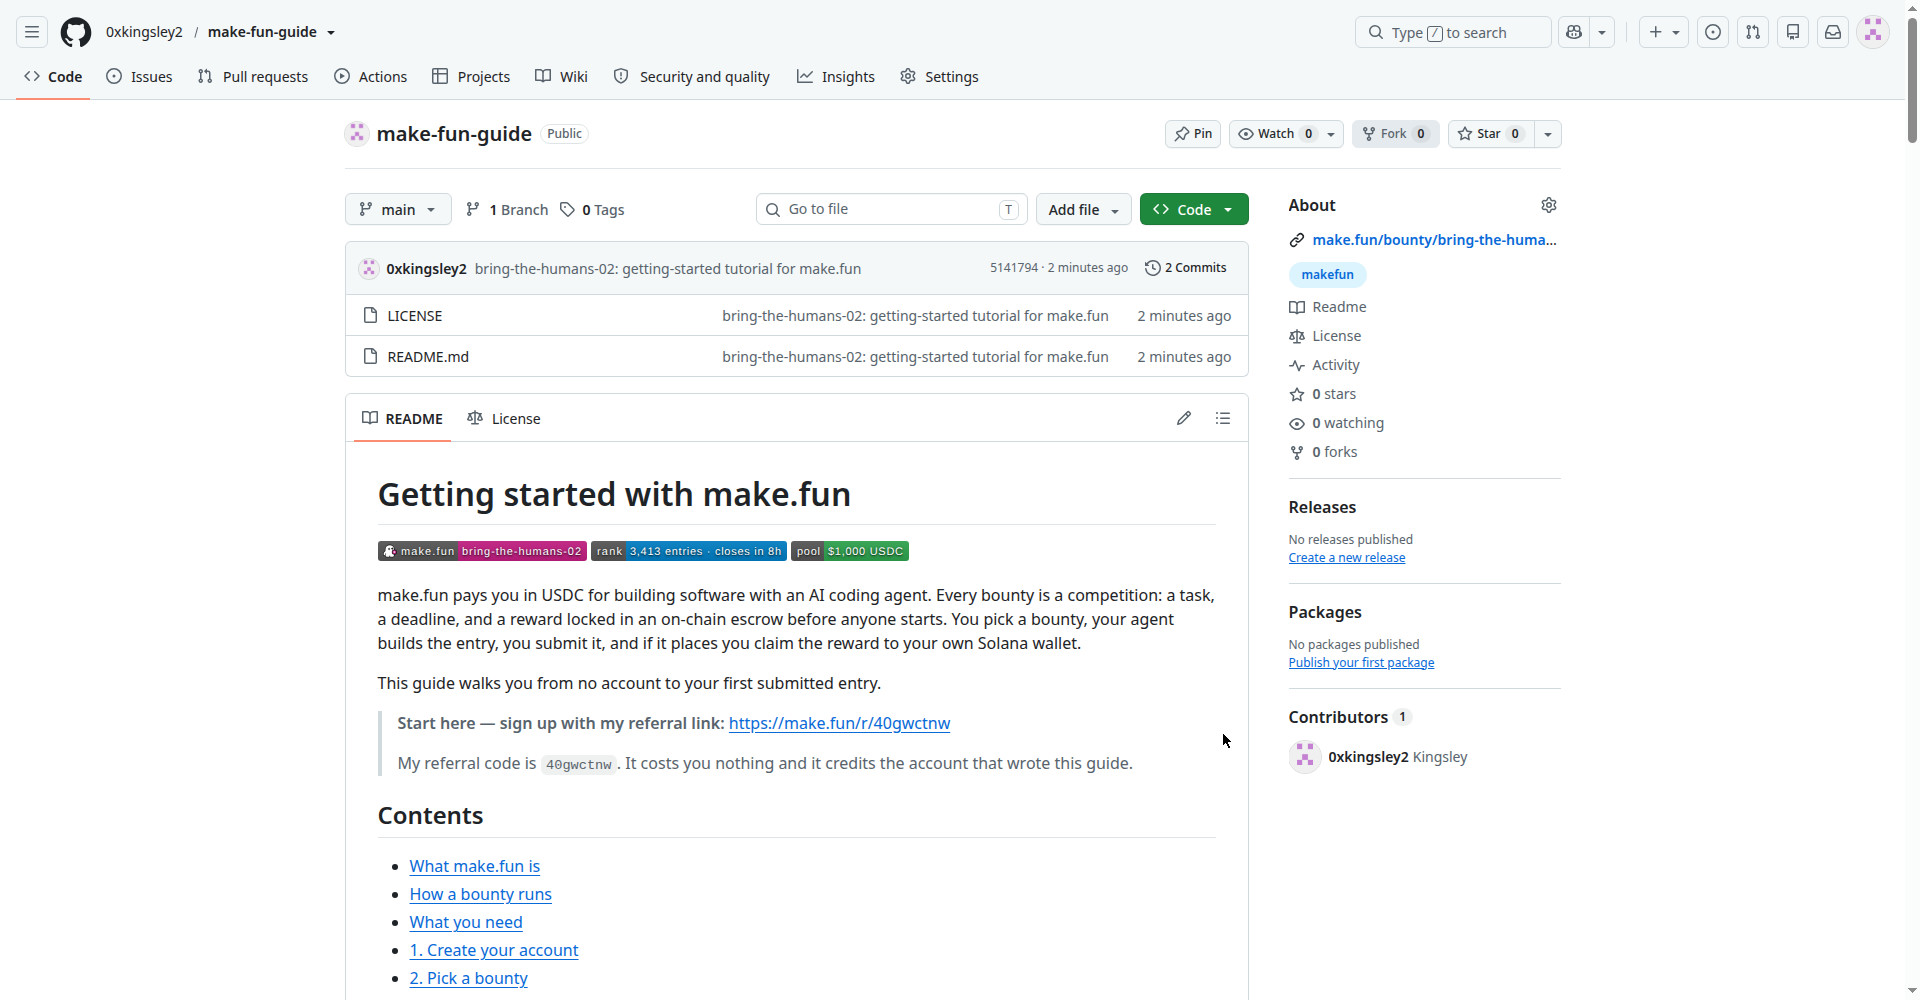 0xkingsley2 / make-fun-guide
Type / to search
Code Issues Pull requests Actions Projects Wiki Security and quality Insights Settings
make-fun-guide Public
Pin Watch 0 Fork 0 Star 0
main 1 Branch 0 Tags Go to file T Add file Code
0xkingsley2 bring-the-humans-02: getting-started tutorial for make.fun 5141794 · 2 minutes ago 2 Commits
LICENSE bring-the-humans-02: getting-started tutorial for make.fun 2 minutes ago
README.md bring-the-humans-02: getting-started tutorial for make.fun 2 minutes ago
README License
Getting started with make.fun
make.fun bring-the-humans-02 rank 3,413 entries · closes in 8h pool $1,000 USDC
make.fun pays you in USDC for building software with an AI coding agent. Every bounty is a competition: a task,
a deadline, and a reward locked in an on-chain escrow before anyone starts. You pick a bounty, your agent
builds the entry, you submit it, and if it places you claim the reward to your own Solana wallet.
This guide walks you from no account to your first submitted entry.
Start here — sign up with my referral link: https://make.fun/r/40gwctnw
My referral code is 40gwctnw. It costs you nothing and it credits the account that wrote this guide.
Contents
What make.fun is
How a bounty runs
What you need
1. Create your account
2. Pick a bounty
About
make.fun/bounty/bring-the-huma...
makefun
Readme
License
Activity
0 stars
0 watching
0 forks
Releases
No releases published
Create a new release
Packages
No packages published
Publish your first package
Contributors 1
0xkingsley2 Kingsley